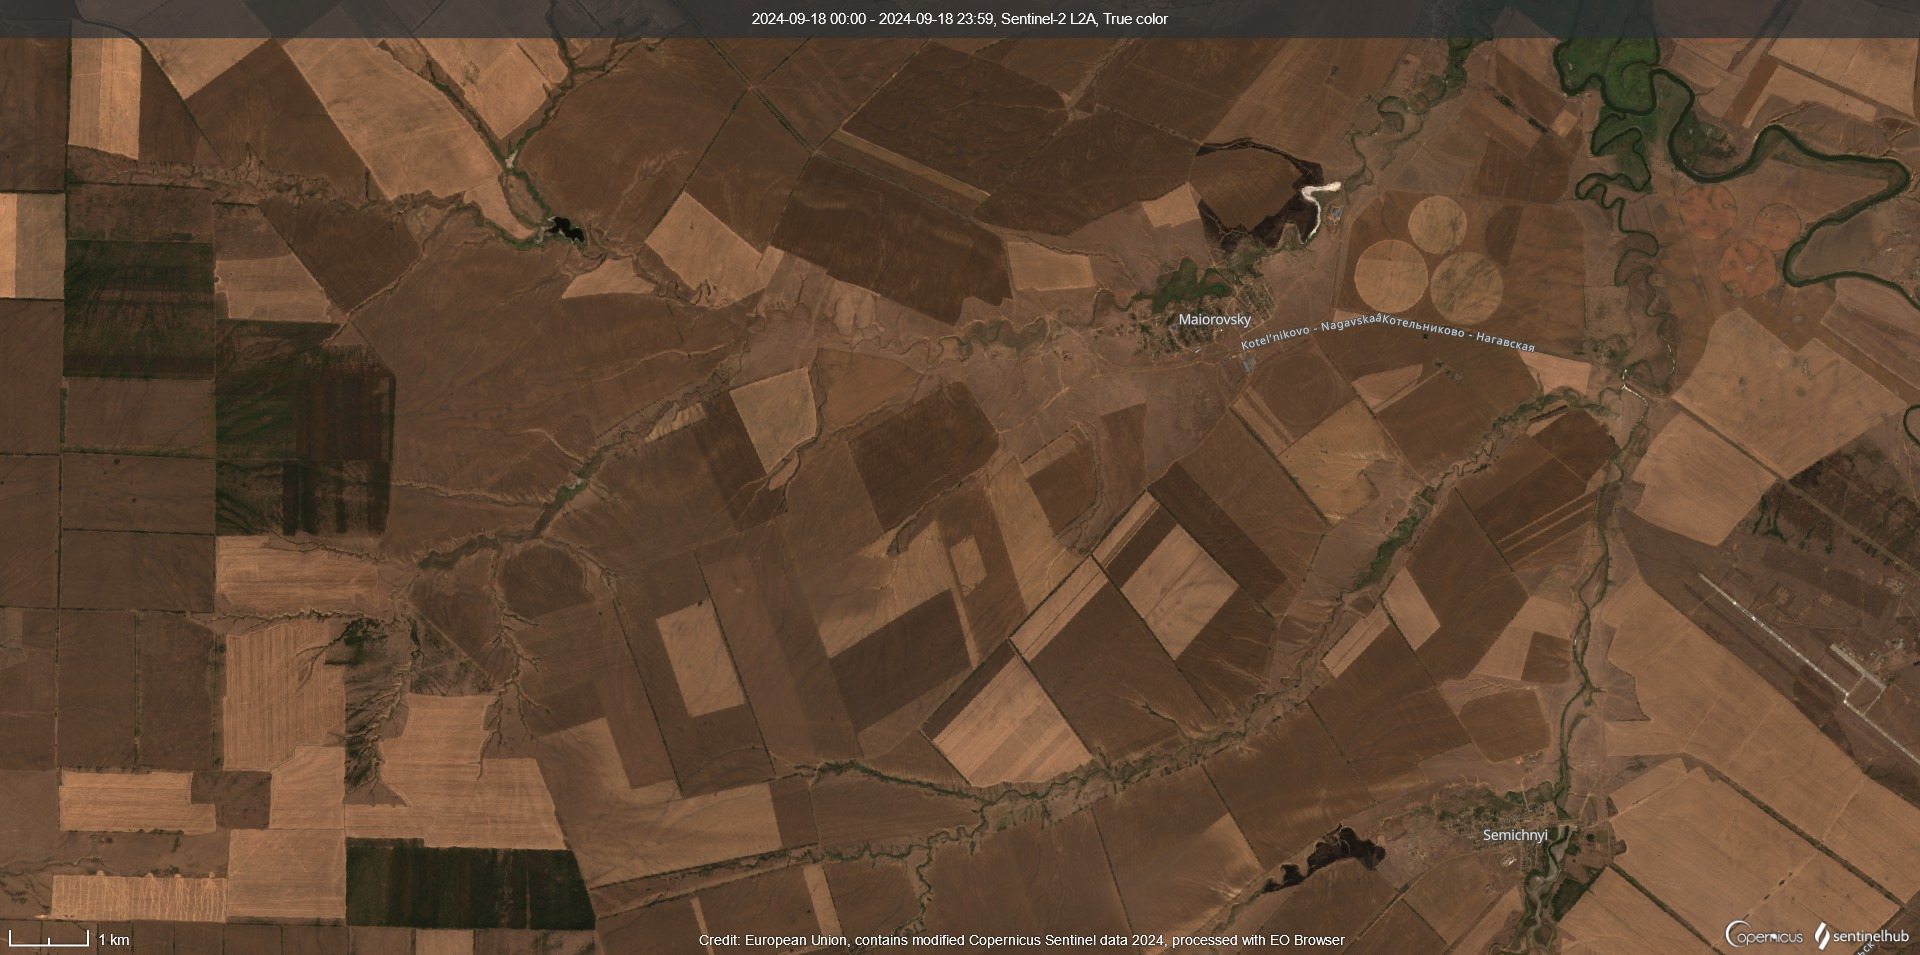 2024-09-18 00:00 - 2024-09-18 23:59, Sentinel-2 L2A, True color
Maiorovsky
Kotel'nikovo - Nagavskaâ Котельниково - Нагавская
Semichnyi
1 km
Credit: European Union, contains modified Copernicus Sentinel data 2024, processed with EO Browser
Copernicus
sentinelhub